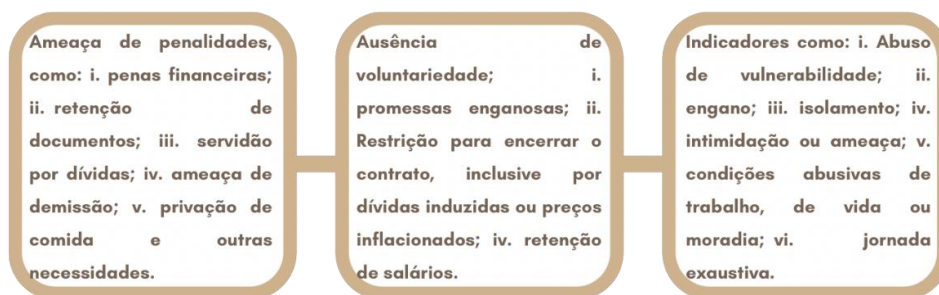 Ameaça de penalidades,
como: i. penas financeiras;
ii. retenção de
documentos; iii. servidão
por dívidas; iv. ameaça de
demissão; v. privação de
comida e outras
necessidades.
Ausência de
voluntariedade; i.
promessas enganosas; ii.
Restrição para encerrar o
contrato, inclusive por
dívidas induzidas ou preços
inflacionados; iv. retenção
de salários.
Indicadores como: i. Abuso
de vulnerabilidade; ii.
engano; iii. isolamento; iv.
intimidação ou ameaça; v.
condições abusivas de
trabalho, de vida ou
moradia; vi. jornada
exaustiva.